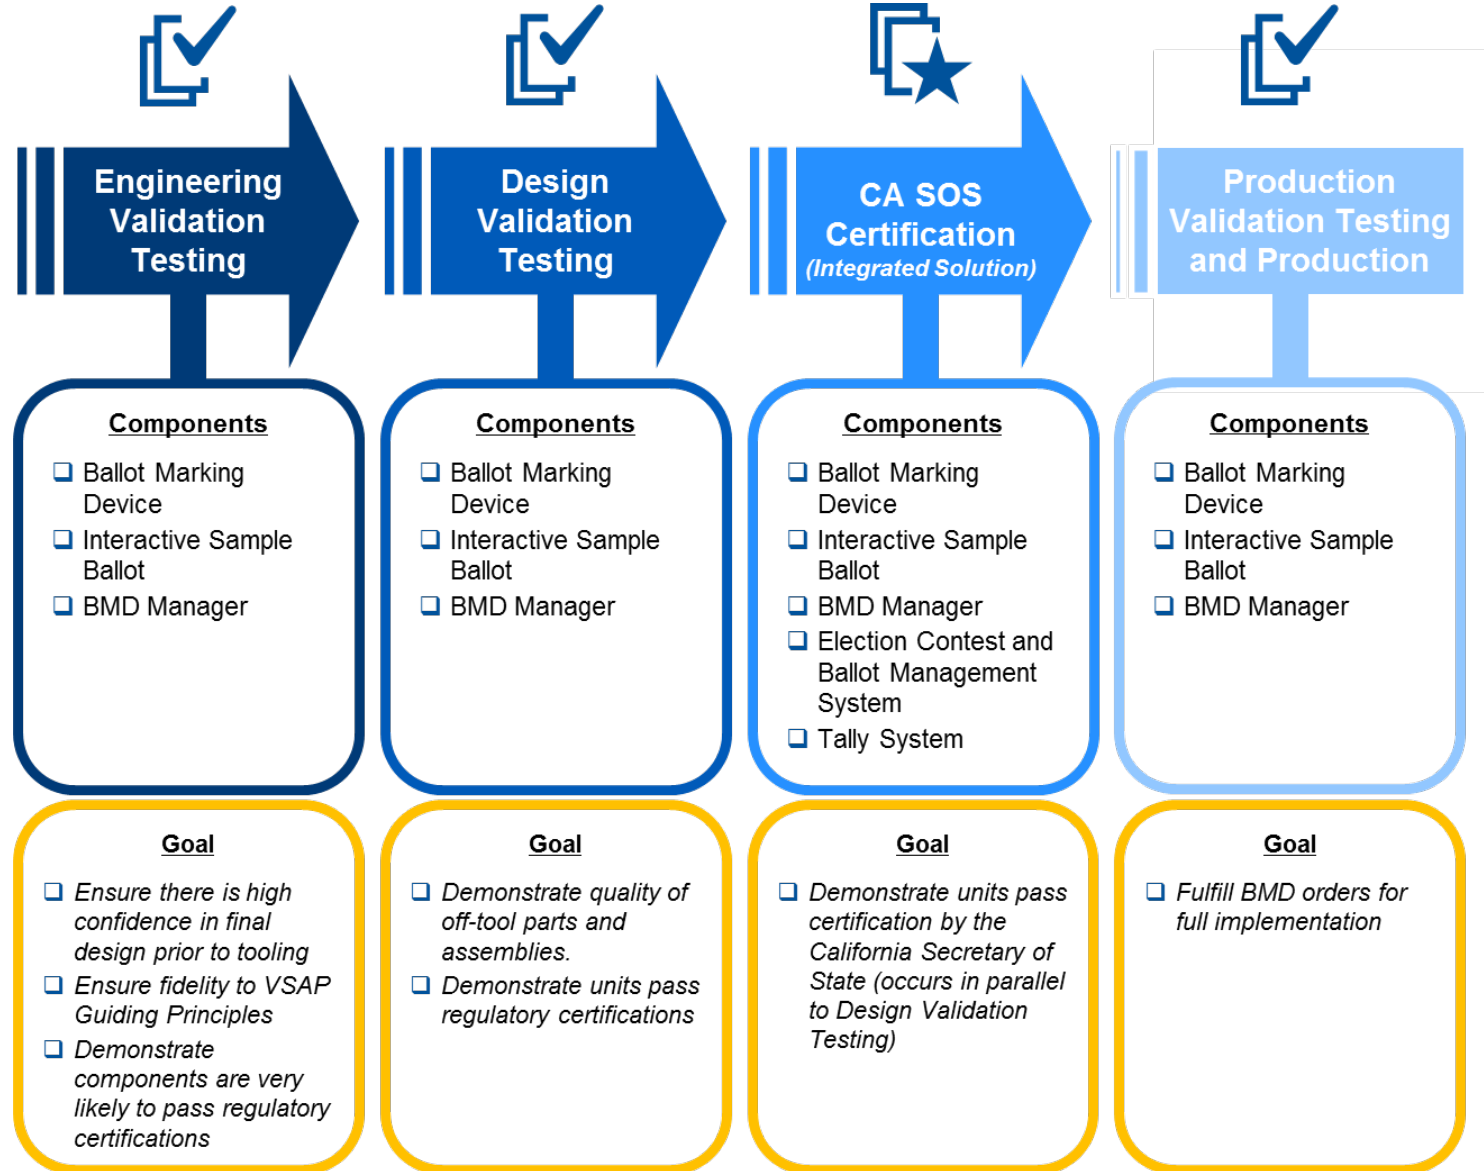 Engineering
Validation
Testing
Design
Validation
Testing
CA SOS
Certification
(Integrated Solution)
Production
Validation Testing
and Production
Components
❑ Ballot Marking
Device
❑ Interactive Sample
Ballot
❑ BMD Manager
Components
❑ Ballot Marking
Device
❑ Interactive Sample
Ballot
❑ BMD Manager
Components
❑ Ballot Marking
Device
❑ Interactive Sample
Ballot
❑ BMD Manager
❑ Election Contest and
Ballot Management
System
❑ Tally System
Components
❑ Ballot Marking
Device
❑ Interactive Sample
Ballot
❑ BMD Manager
Goal
❑ Ensure there is high
confidence in final
design prior to tooling
❑ Ensure fidelity to VSAP
Guiding Principles
❑ Demonstrate
components are very
likely to pass regulatory
certifications
Goal
❑ Demonstrate quality of
off-tool parts and
assemblies.
❑ Demonstrate units pass
regulatory certifications
Goal
❑ Demonstrate units pass
certification by the
California Secretary of
State (occurs in parallel
to Design Validation
Testing)
Goal
❑ Fulfill BMD orders for
full implementation